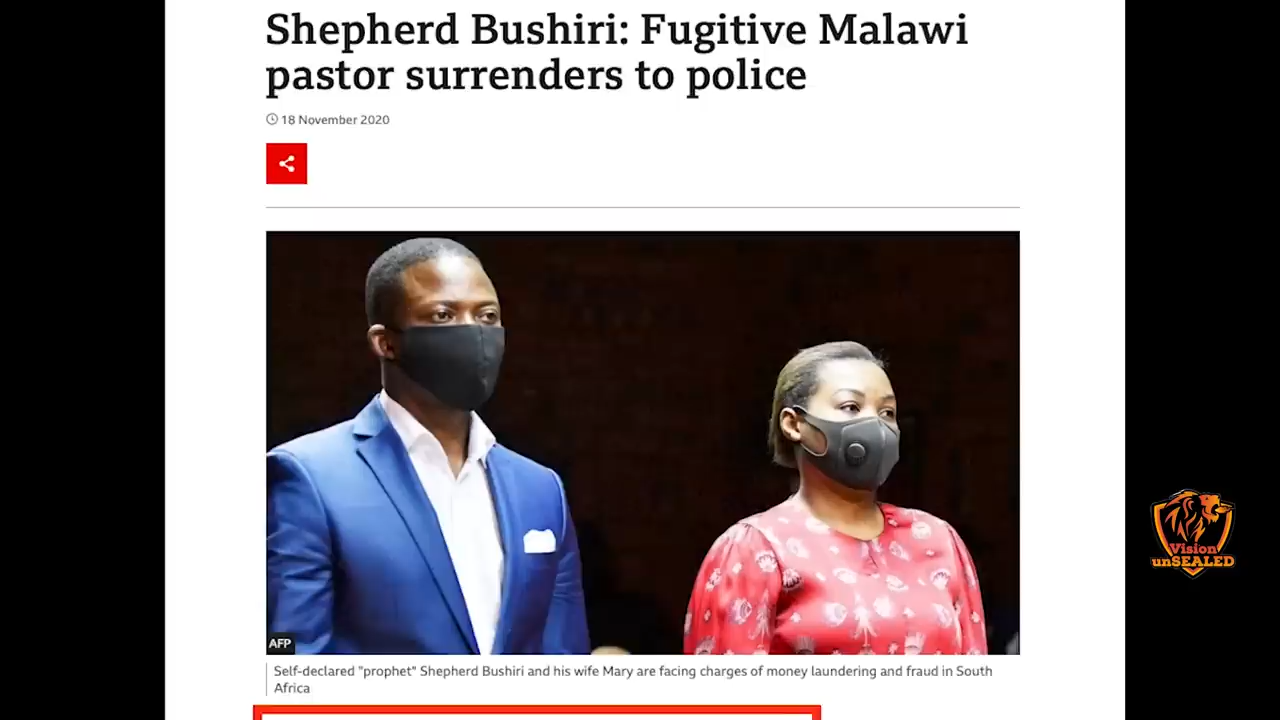 Shepherd Bushiri: Fugitive Malawi
pastor surrenders to police
18 November 2020
AFP
Self-declared "prophet" Shepherd Bushiri and his wife Mary are facing charges of money laundering and fraud in South
Africa
Vision
unSEALED